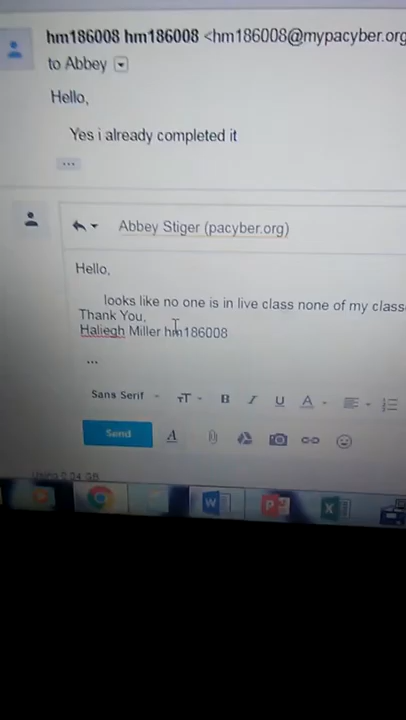 hm186008 hm186008 <hm186008@mypacyber.org
to Abbey
Hello,
Yes i already completed it
...
Abbey Stiger (pacyber.org)
Hello,
looks like no one is in live class none of my class
Thank You,
Haliegh Miller hm186008
...
Sans Serif
Send